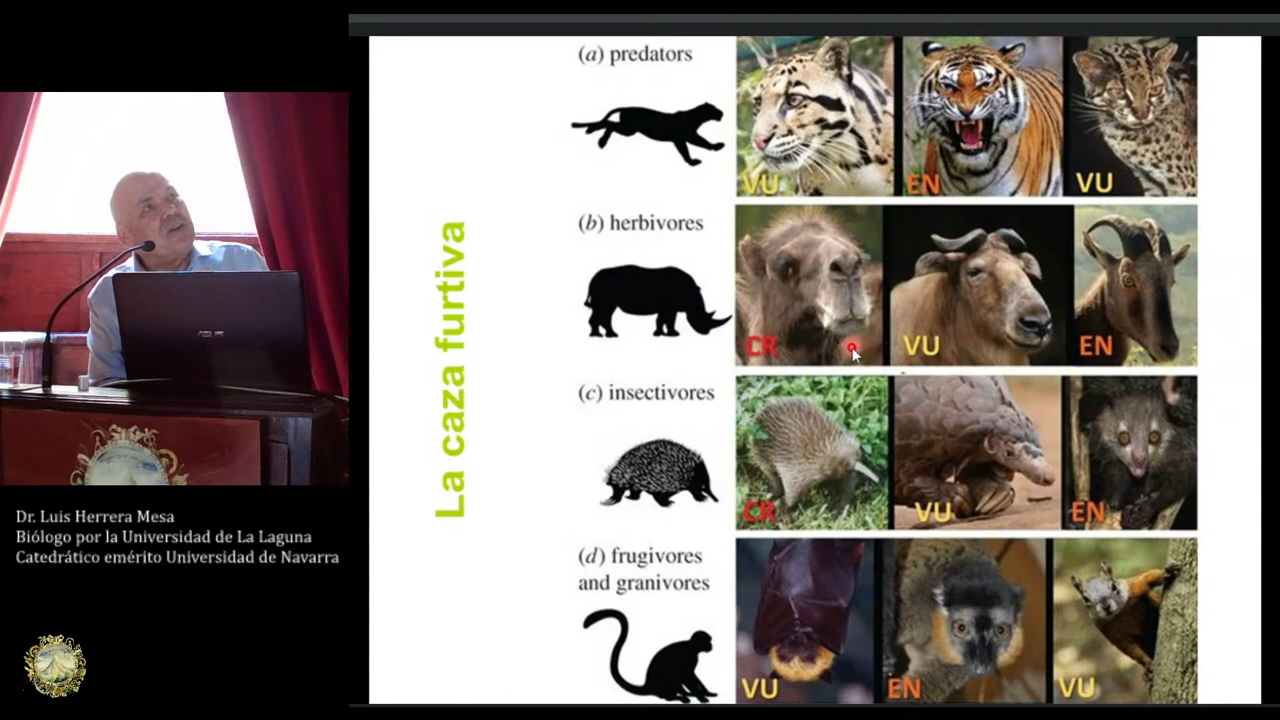 La caza furtiva
(a) predators
VU
EN
VU
(b) herbivores
CR
VU
EN
(c) insectivores
CR
VU
EN
(d) frugivores
and granivores
VU
EN
VU
ASUS
Dr. Luis Herrera Mesa
Biólogo por la Universidad de La Laguna
Catedrático emérito Universidad de Navarra